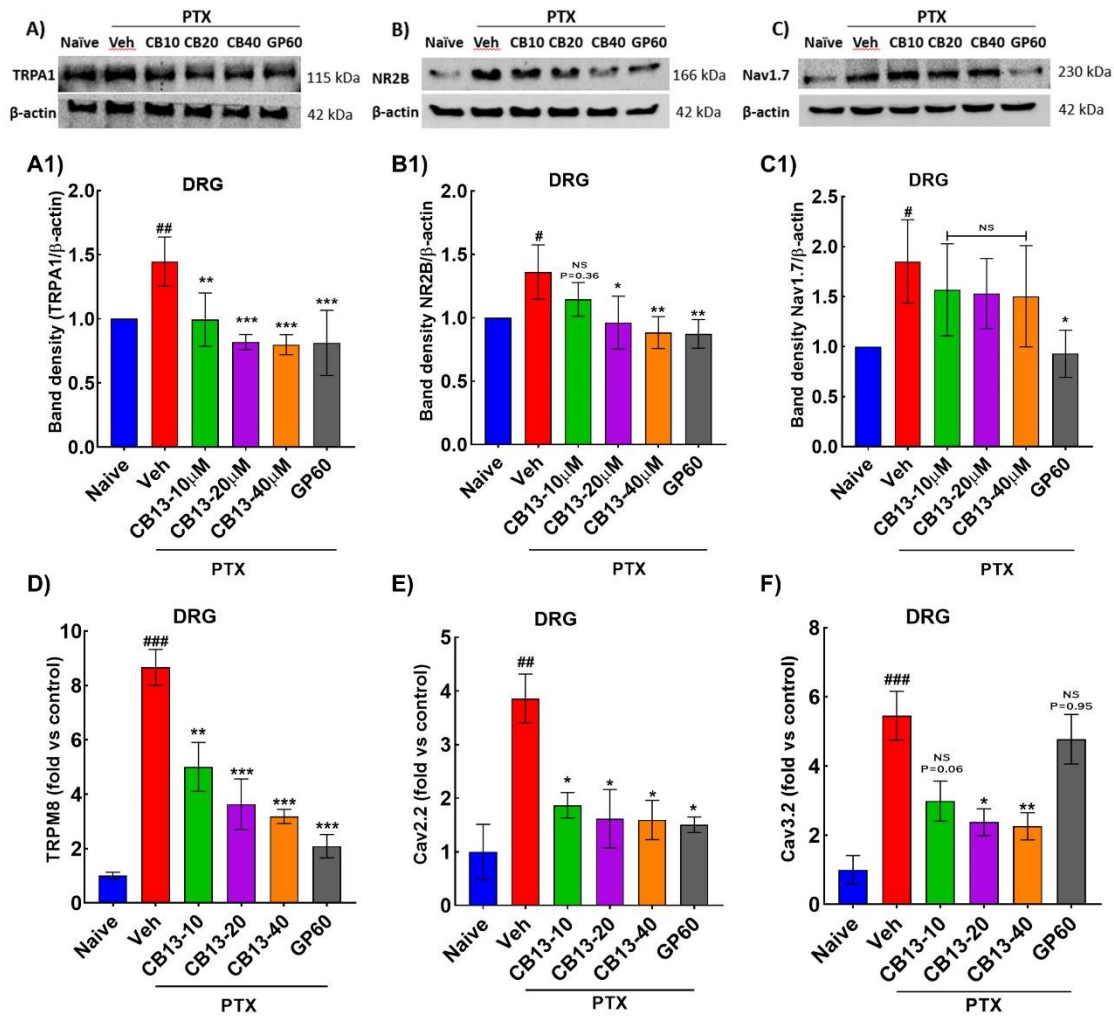 PTX
A)
Naïve Veh CB10 CB20 CB40 GP60
TRPA1 115 kDa
β-actin 42 kDa
PTX
B)
Naïve Veh CB10 CB20 CB40 GP60
NR2B 166 kDa
β-actin 42 kDa
PTX
C)
Naïve Veh CB10 CB20 CB40 GP60
Nav1.7 230 kDa
β-actin 42 kDa
A1)
DRG
Band density (TRPA1/β-actin)
2.0
1.5
1.0
0.5
0.0
##
**
***
***
***
Naive
Veh
CB13-10μM
CB13-20μM
CB13-40μM
GP60
PTX
B1)
DRG
Band density NR2B/β-actin
2.0
1.5
1.0
0.5
0.0
#
NS
P=0.36
*
**
**
Naive
Veh
CB13-10μM
CB13-20μM
CB13-40μM
GP60
PTX
C1)
DRG
Band density Nav1.7/β-actin
2.5
2.0
1.5
1.0
0.5
0.0
#
NS
*
Naive
Veh
CB13-10μM
CB13-20μM
CB13-40μM
GP60
PTX
D)
DRG
TRPM8 (fold vs control)
10
8
6
4
2
0
###
**
***
***
***
Naive
Veh
CB13-10
CB13-20
CB13-40
GP60
PTX
E)
DRG
Cav2.2 (fold vs control)
5
4
3
2
1
0
##
*
*
*
*
Naive
Veh
CB13-10
CB13-20
CB13-40
GP60
PTX
F)
DRG
Cav3.2 (fold vs control)
8
6
4
2
0
###
NS
P=0.06
*
**
NS
P=0.95
Naive
Veh
CB13-10
CB13-20
CB13-40
GP60
PTX